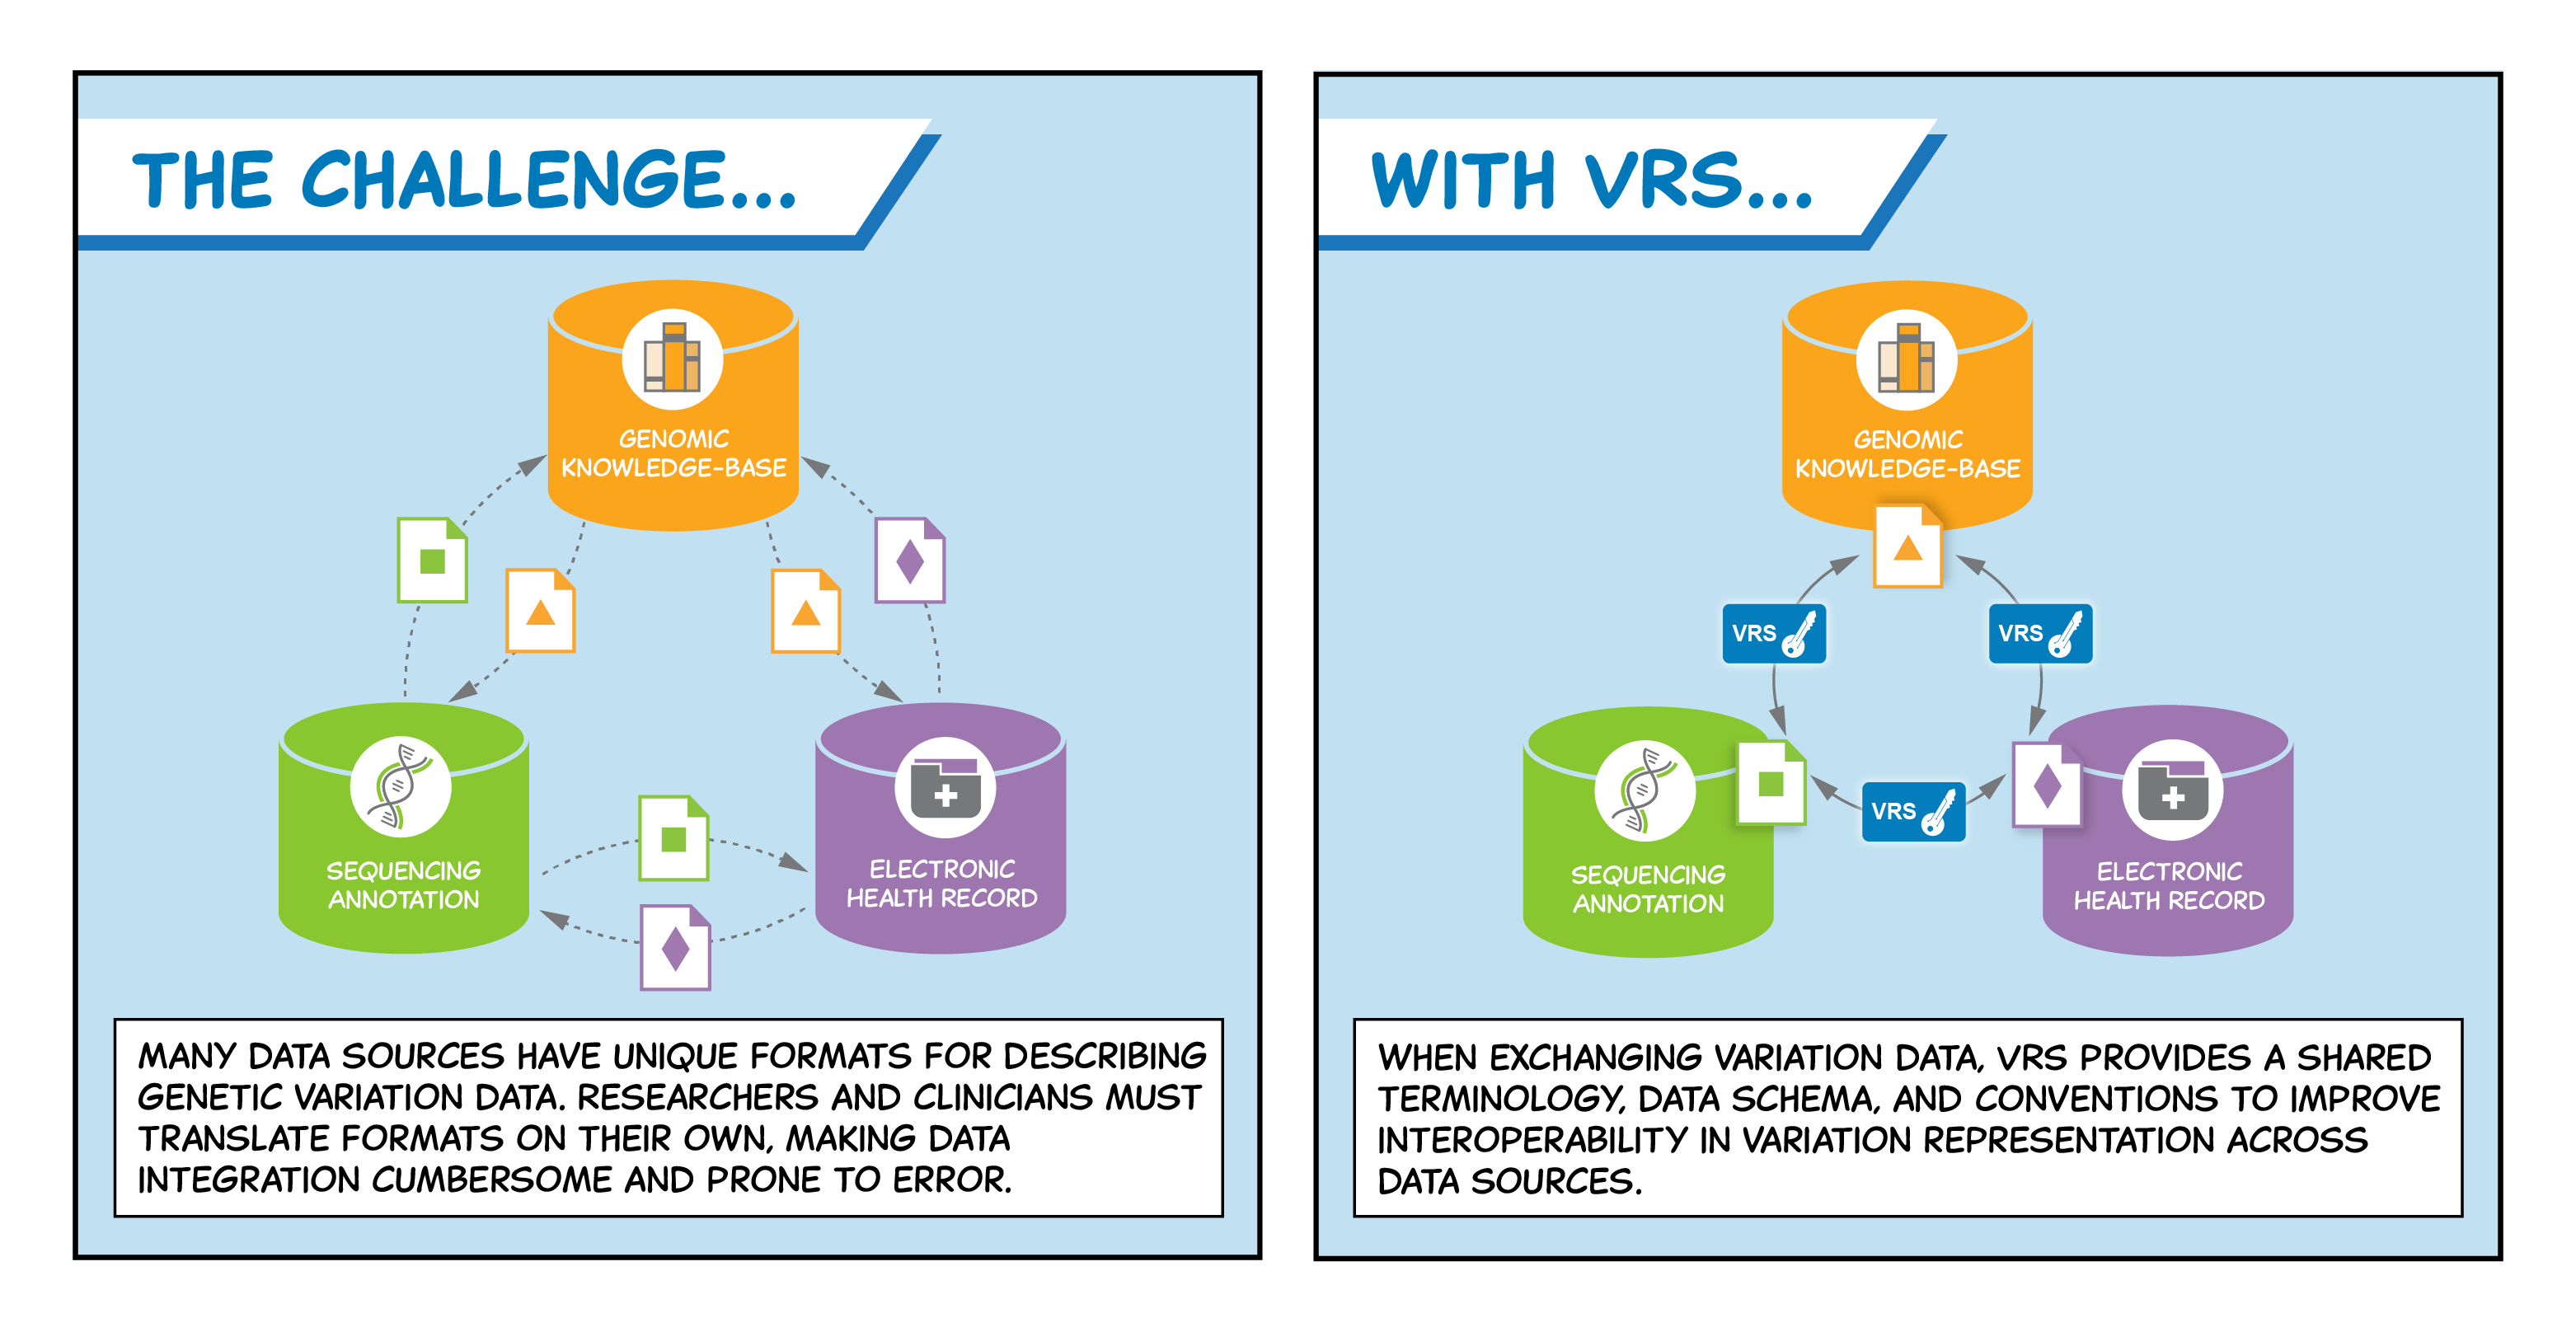 THE CHALLENGE...
GENOMIC
KNOWLEDGE-BASE
SEQUENCING
ANNOTATION
ELECTRONIC
HEALTH RECORD
MANY DATA SOURCES HAVE UNIQUE FORMATS FOR DESCRIBING
GENETIC VARIATION DATA. RESEARCHERS AND CLINICIANS MUST
TRANSLATE FORMATS ON THEIR OWN, MAKING DATA
INTEGRATION CUMBERSOME AND PRONE TO ERROR.
WITH VRS...
GENOMIC
KNOWLEDGE-BASE
VRS
VRS
VRS
SEQUENCING
ANNOTATION
ELECTRONIC
HEALTH RECORD
WHEN EXCHANGING VARIATION DATA, VRS PROVIDES A SHARED
TERMINOLOGY, DATA SCHEMA, AND CONVENTIONS TO IMPROVE
INTEROPERABILITY IN VARIATION REPRESENTATION ACROSS
DATA SOURCES.